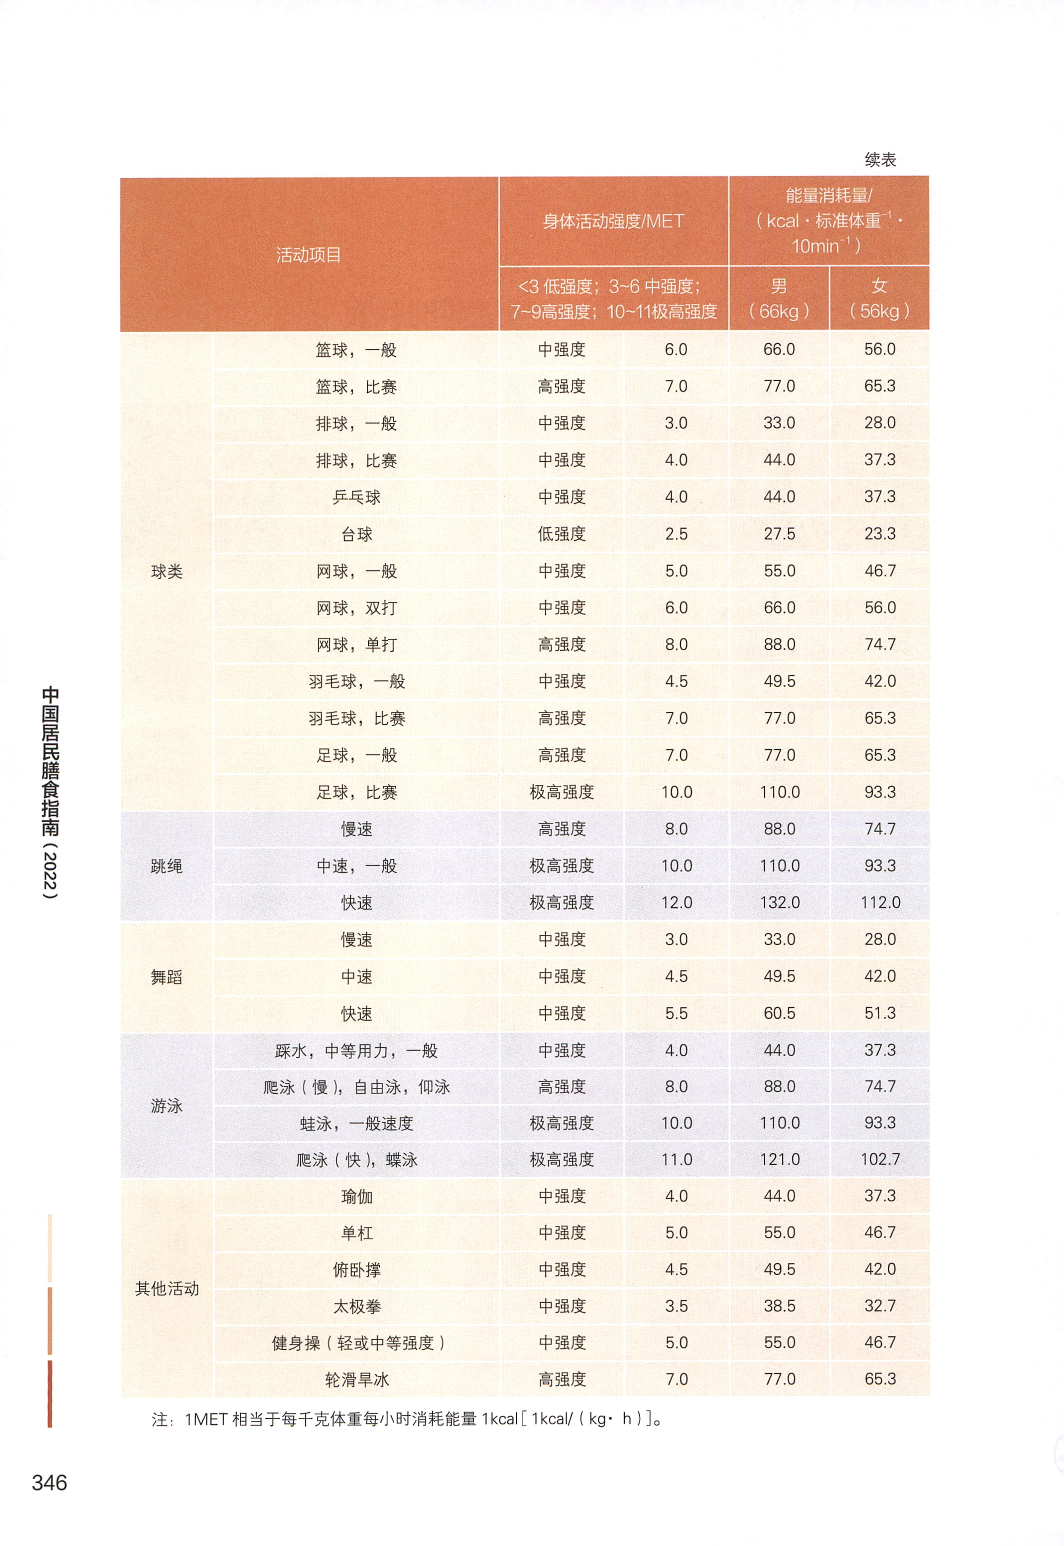 续表
活动项目
身体活动强度/MET
能量消耗量/
（kcal·标准体重⁻¹·
10min⁻¹）
<3 低强度；3~6 中强度；
7~9高强度；10~11极高强度
男
（66kg）
女
（56kg）
球类
篮球，一般 中强度 6.0 66.0 56.0
篮球，比赛 高强度 7.0 77.0 65.3
排球，一般 中强度 3.0 33.0 28.0
排球，比赛 中强度 4.0 44.0 37.3
乒乓球 中强度 4.0 44.0 37.3
台球 低强度 2.5 27.5 23.3
网球，一般 中强度 5.0 55.0 46.7
网球，双打 中强度 6.0 66.0 56.0
网球，单打 高强度 8.0 88.0 74.7
羽毛球，一般 中强度 4.5 49.5 42.0
羽毛球，比赛 高强度 7.0 77.0 65.3
足球，一般 高强度 7.0 77.0 65.3
足球，比赛 极高强度 10.0 110.0 93.3
跳绳
慢速 高强度 8.0 88.0 74.7
中速，一般 极高强度 10.0 110.0 93.3
快速 极高强度 12.0 132.0 112.0
舞蹈
慢速 中强度 3.0 33.0 28.0
中速 中强度 4.5 49.5 42.0
快速 中强度 5.5 60.5 51.3
游泳
踩水，中等用力，一般 中强度 4.0 44.0 37.3
爬泳（慢），自由泳，仰泳 高强度 8.0 88.0 74.7
蛙泳，一般速度 极高强度 10.0 110.0 93.3
爬泳（快），蝶泳 极高强度 11.0 121.0 102.7
其他活动
瑜伽 中强度 4.0 44.0 37.3
单杠 中强度 5.0 55.0 46.7
俯卧撑 中强度 4.5 49.5 42.0
太极拳 中强度 3.5 38.5 32.7
健身操（轻或中等强度） 中强度 5.0 55.0 46.7
轮滑旱冰 高强度 7.0 77.0 65.3
注：1MET 相当于每千克体重每小时消耗能量 1kcal［1kcal/（kg·h）］。
中国居民膳食指南（2022）
346